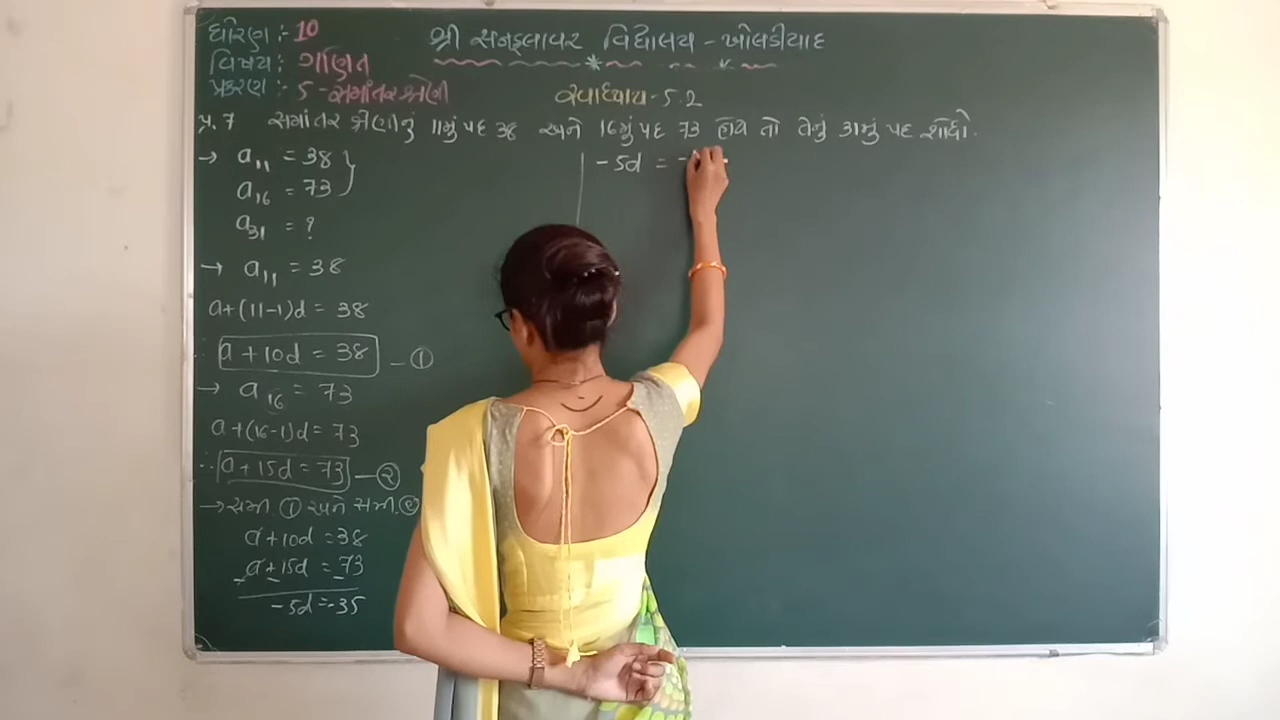 ધોરણ :- 10
શ્રી સનફ્લાવર વિદ્યાલય - ખોલડીયાદ
વિષય : ગણિત
પ્રકરણ :- 5 - સમાંતર શ્રેણી
સ્વાધ્યાય - 5.2
પ્ર. 7 સમાંતર શ્રેણીનું 11મું પદ 38 અને 16મું પદ 73 હોય તો તેનું 31મું પદ શોધો.
→ a₁₁ = 38
a₁₆ = 73
a₃₁ = ?
→ a₁₁ = 38
a+(11-1)d = 38
∴ a + 10d = 38 - ①
→ a₁₆ = 73
a+(16-1)d = 73
∴ a + 15d = 73 - ②
→ સમી ① અને સમી.
a + 10d = 38
a + 15d = 73
- - -
-5d = -35
-5d = -